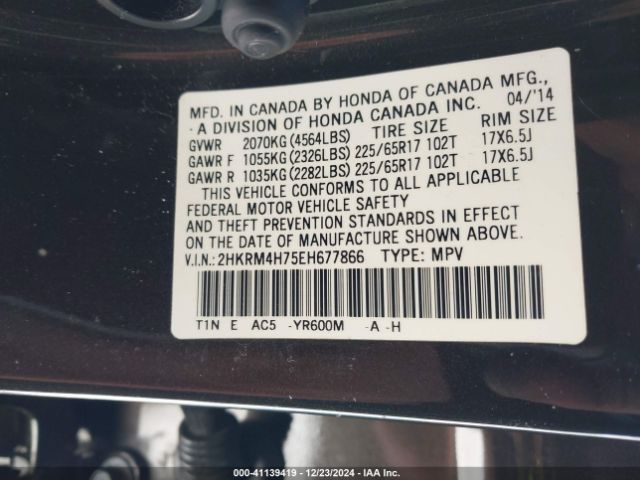 MFD. IN CANADA BY HONDA OF CANADA MFG.,
- A DIVISION OF HONDA CANADA INC. 04/'14
GVWR 2070KG(4564LBS) TIRE SIZE RIM SIZE
GAWR F 1055KG(2326LBS) 225/65R17 102T 17X6.5J
GAWR R 1035KG(2282LBS) 225/65R17 102T 17X6.5J
THIS VEHICLE CONFORMS TO ALL APPLICABLE
FEDERAL MOTOR VEHICLE SAFETY
AND THEFT PREVENTION STANDARDS IN EFFECT
ON THE DATE OF MANUFACTURE SHOWN ABOVE.
V.I.N.: 2HKRM4H75EH677866 TYPE: MPV
T1N E AC5 -YR600M -A -H
000-41139419 - 12/23/2024 - IAA Inc.